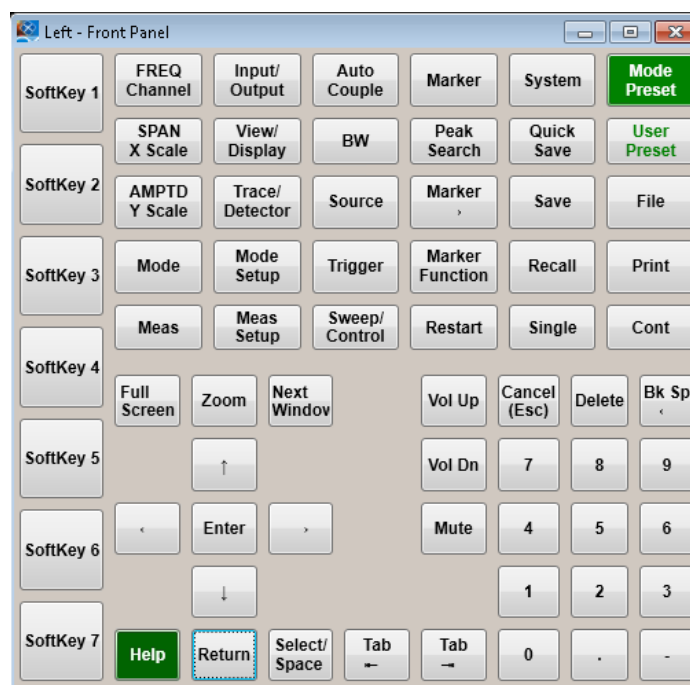 Left - Front Panel
SoftKey 1
FREQ
Channel
Input/
Output
Auto
Couple
Marker
System
Mode
Preset
SPAN
X Scale
View/
Display
BW
Peak
Search
Quick
Save
User
Preset
SoftKey 2
AMPTD
Y Scale
Trace/
Detector
Source
Marker
›
Save
File
SoftKey 3
Mode
Mode
Setup
Trigger
Marker
Function
Recall
Print
Meas
Meas
Setup
Sweep/
Control
Restart
Single
Cont
SoftKey 4
Full
Screen
Zoom
Next
Window
Vol Up
Cancel
(Esc)
Delete
Bk Sp
‹
SoftKey 5
↑
Vol Dn
7
8
9
SoftKey 6
‹
Enter
›
Mute
4
5
6
↓
1
2
3
SoftKey 7
Help
Return
Select/
Space
Tab
⇤
Tab
⇥
0
.
-